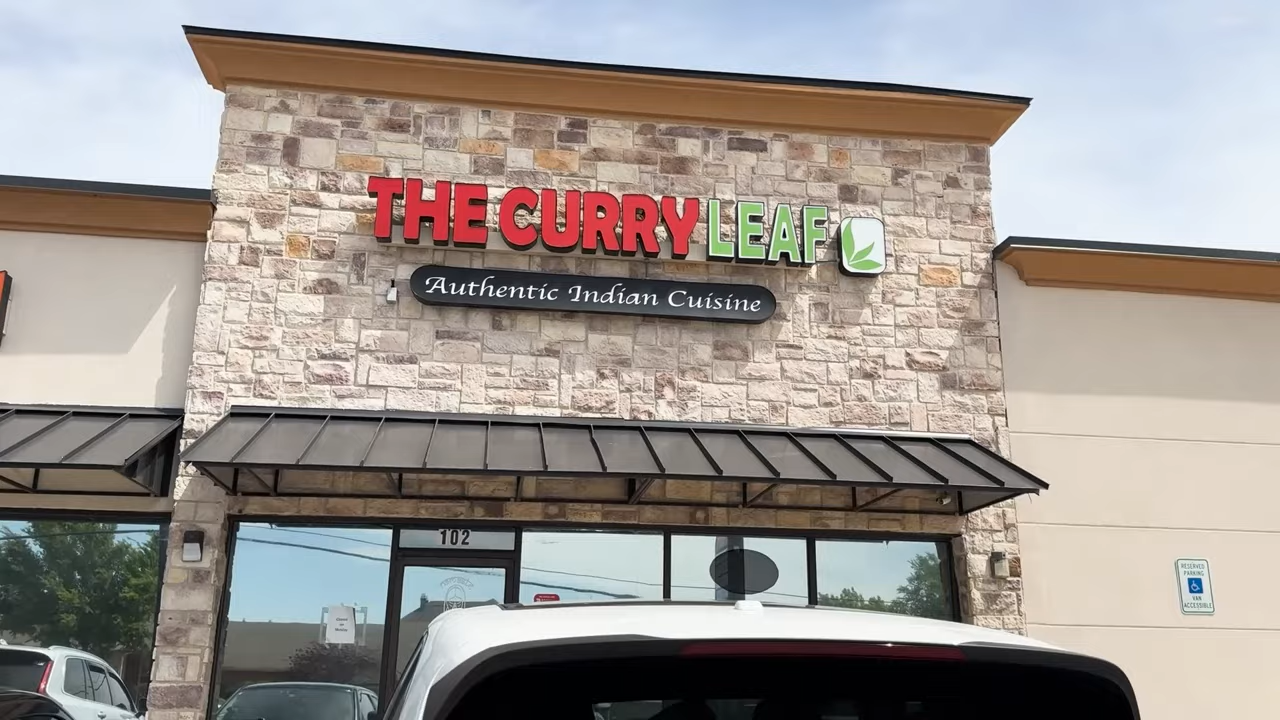 THE CURRY LEAF
Authentic Indian Cuisine
102
RESERVED
PARKING
VAN
ACCESSIBLE